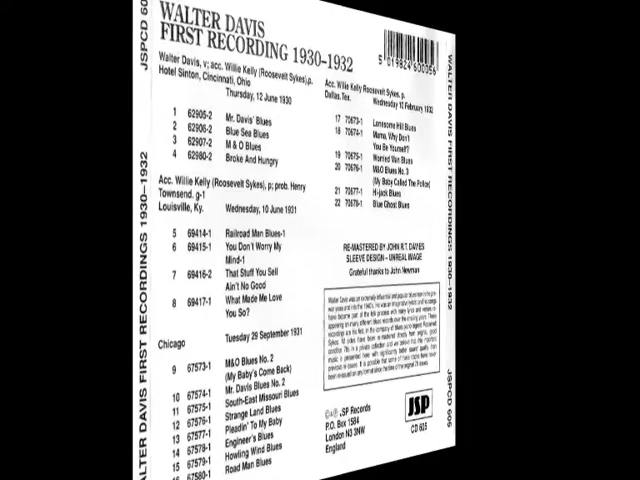 WALTER DAVIS
FIRST RECORDING 1930–1932
Walter Davis, v; acc. Willie Kelly (Roosevelt Sykes),p.
Hotel Sinton, Cincinnati, Ohio
Thursday, 12 June 1930
1 62905-2 Mr. Davis' Blues
2 62906-2 Blue Sea Blues
3 62907-2 M & O Blues
4 62980-2 Broke And Hungry
Acc. Willie Kelly (Roosevelt Sykes), p; prob. Henry
Townsend. g-1
Louisville, Ky. Wednesday, 10 June 1931
5 69414-1 Railroad Man Blues-1
6 69415-1 You Don't Worry My
Mind-1
7 69416-2 That Stuff You Sell
Ain't No Good
8 69417-1 What Made Me Love
You So?
Chicago Tuesday 29 September 1931
9 67573-1 M&O Blues No. 2
(My Baby's Come Back)
10 67574-1 Mr. Davis Blues No. 2
11 67575-1 South-East Missouri Blues
12 67576-1 Strange Land Blues
13 67577-1 Pleadin' To My Baby
14 67578-1 Engineer's Blues
15 67579-1 Howling Wind Blues
16 67580-1 Road Man Blues
5 019824 600056
Acc. Willie Kelly (Roosevelt Sykes, p.
Dallas.Tex. Wednesday 10 February 1932
17 70673-1 Lonesome Hill Blues
18 70674-1 Mama, Why Don't
You Be Yourself?
19 70675-1 Worried Man Blues
20 70676-1 M&O Blues No. 3
(My Baby Called The Police)
21 70677-1 Hi-jack Blues
22 70678-1 Blue Ghost Blues
RE-MASTERED BY JOHN R.T. DAVIES
SLEEVE DESIGN – UNREAL IMAGE
Grateful thanks to John Newman
©+℗ JSP Records
P.O. Box 1584
London N3 3NW
England
JSP
CD 605
WALTER DAVIS FIRST RECORDINGS 1930–1932
JSPCD 605
WALTER DAVIS FIRST RECORDINGS 1930–1932
JSPCD 605